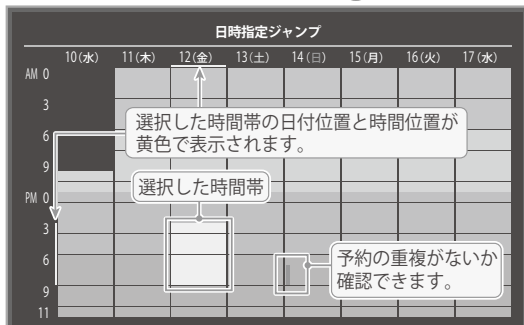 日時指定ジャンプ
10(水) 11(木) 12(金) 13(土) 14(日) 15(月) 16(火) 17(水)
AM 0
3
選択した時間帯の日付位置と時間位置が
6
黄色で表示されます。
9
選択した時間帯
PM 0
3
予約の重複がないか
6
確認できます。
9
11